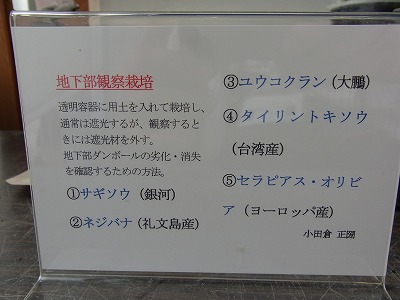 地下部観察栽培
透明容器に用土を入れて栽培し、
通常は遮光するが、観察すると
きには遮光材を外す。
地下部ダンボールの劣化・消失
を確認するための方法。
①サギソウ（銀河）
②ネジバナ（礼文島産）
③ユウコクラン（大鵬）
④タイリントキソウ
（台湾産）
⑤セラピアス・オリビ
ア（ヨーロッパ産）
小田倉 正圀